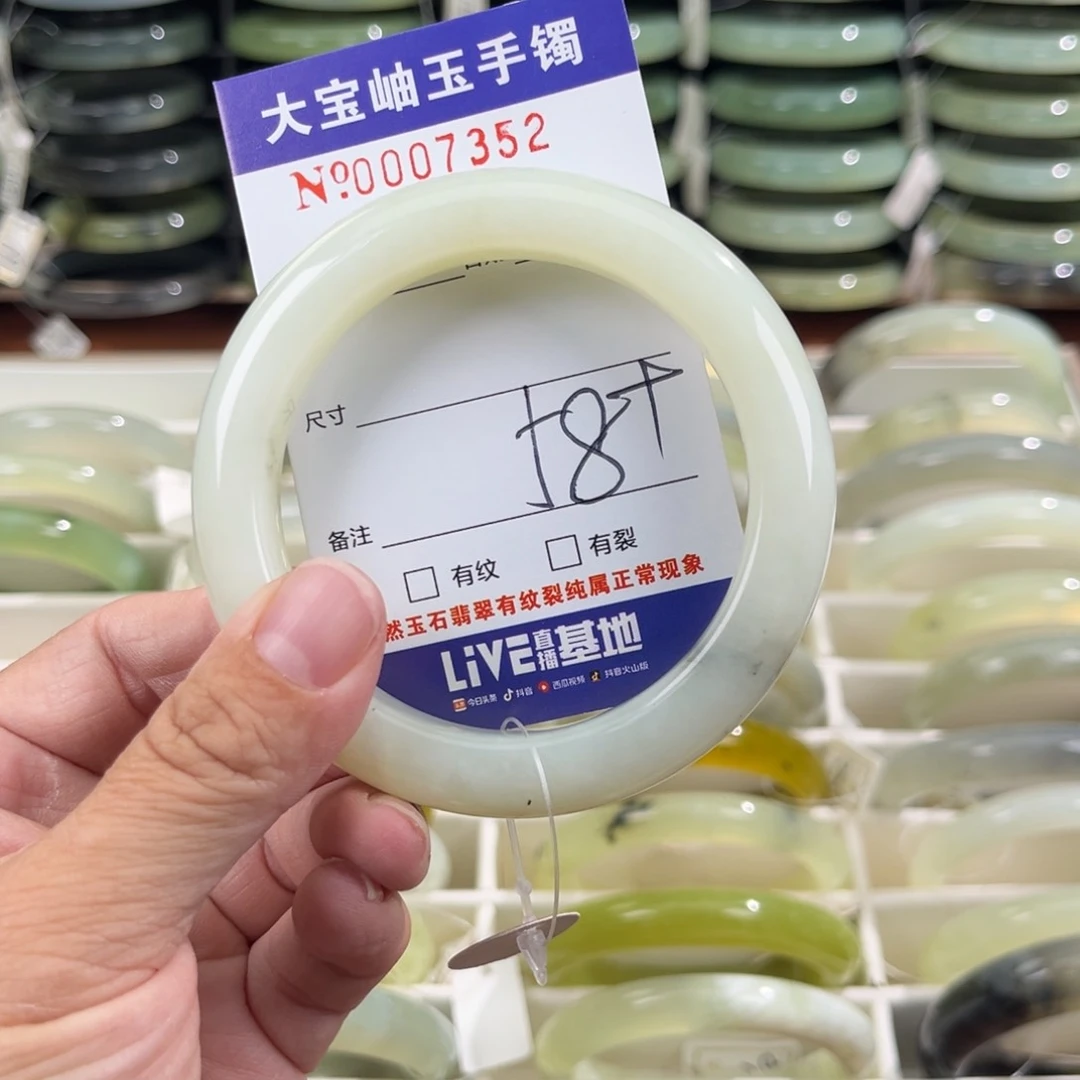 大宝岫玉手镯
№0007352
尺寸
58
备注
有纹 有裂
然玉石翡翠有纹裂纯属正常现象
LiVE直播基地
今日头条 抖音 西瓜视频 抖音火山版